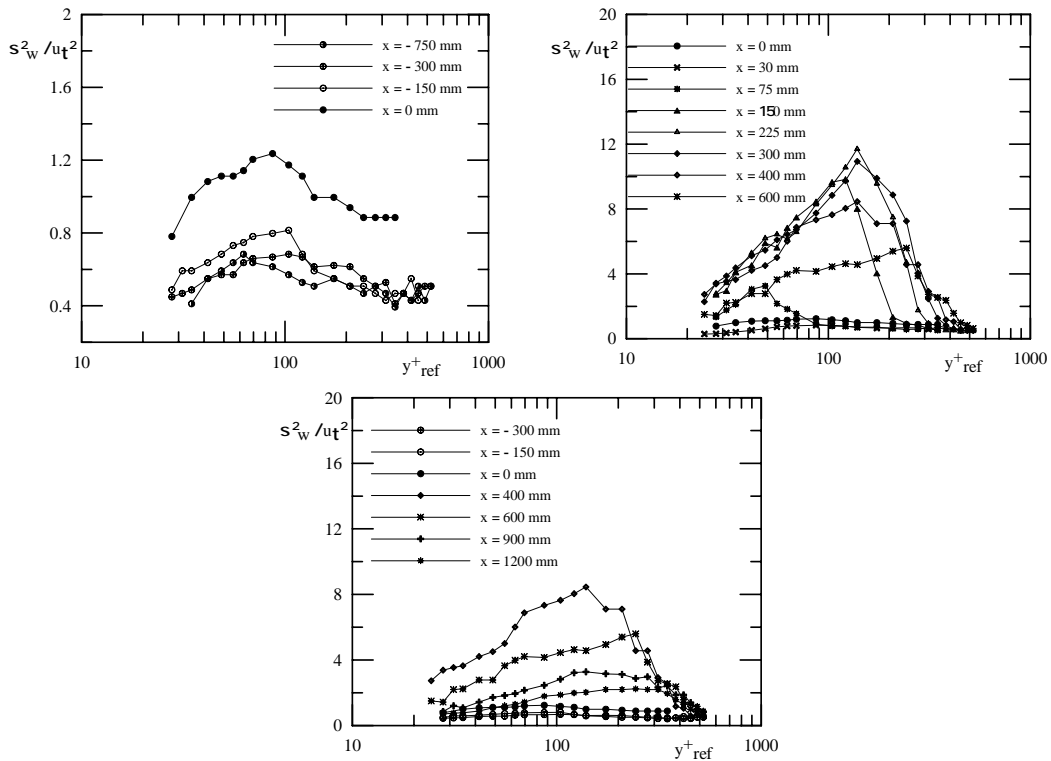 2
1.6
1.2
0.8
0.4
s²w/ut²
x = - 750 mm
x = - 300 mm
x = - 150 mm
x = 0 mm
10
100
1000
y⁺ref
20
16
12
8
4
0
s²w/ut²
x = 0 mm
x = 30 mm
x = 75 mm
x = 150 mm
x = 225 mm
x = 300 mm
x = 400 mm
x = 600 mm
10
100
1000
y⁺ref
20
16
12
8
4
0
s²w/ut²
x = - 300 mm
x = - 150 mm
x = 0 mm
x = 400 mm
x = 600 mm
x = 900 mm
x = 1200 mm
10
100
1000
y⁺ref